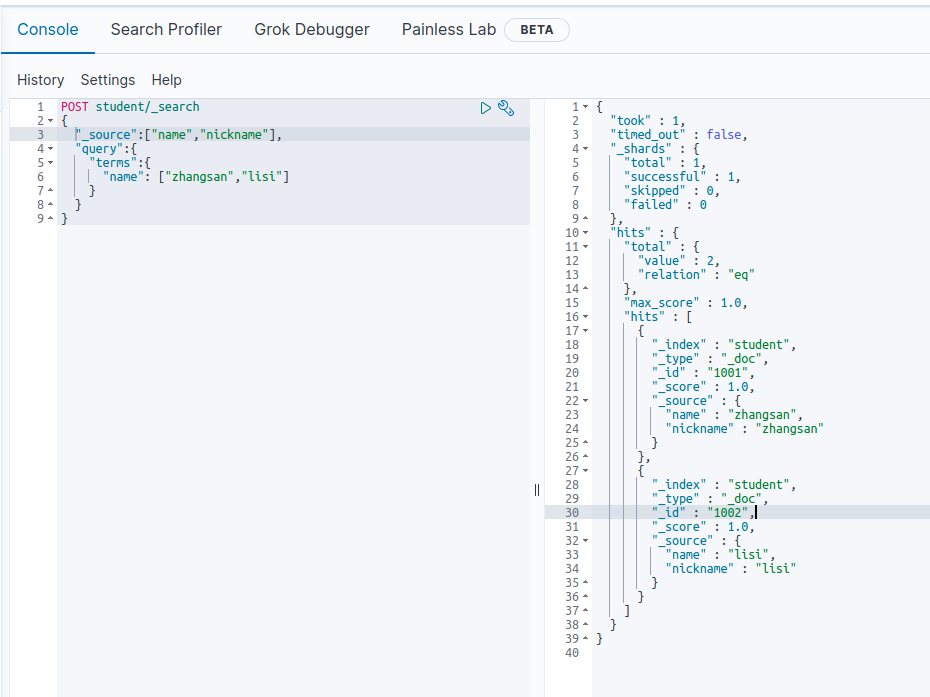 Console Search Profiler Grok Debugger Painless Lab BETA
History Settings Help
1 POST student/_search
2 {
3 "_source":["name","nickname"],
4 "query":{
5 "terms":{
6 "name": ["zhangsan","lisi"]
7 }
8 }
9 }
1 {
2 "took" : 1,
3 "timed_out" : false,
4 "_shards" : {
5 "total" : 1,
6 "successful" : 1,
7 "skipped" : 0,
8 "failed" : 0
9 },
10 "hits" : {
11 "total" : {
12 "value" : 2,
13 "relation" : "eq"
14 },
15 "max_score" : 1.0,
16 "hits" : [
17 {
18 "_index" : "student",
19 "_type" : "_doc",
20 "_id" : "1001",
21 "_score" : 1.0,
22 "_source" : {
23 "name" : "zhangsan",
24 "nickname" : "zhangsan"
25 }
26 },
27 {
28 "_index" : "student",
29 "_type" : "_doc",
30 "_id" : "1002",
31 "_score" : 1.0,
32 "_source" : {
33 "name" : "lisi",
34 "nickname" : "lisi"
35 }
36 }
37 ]
38 }
39 }
40